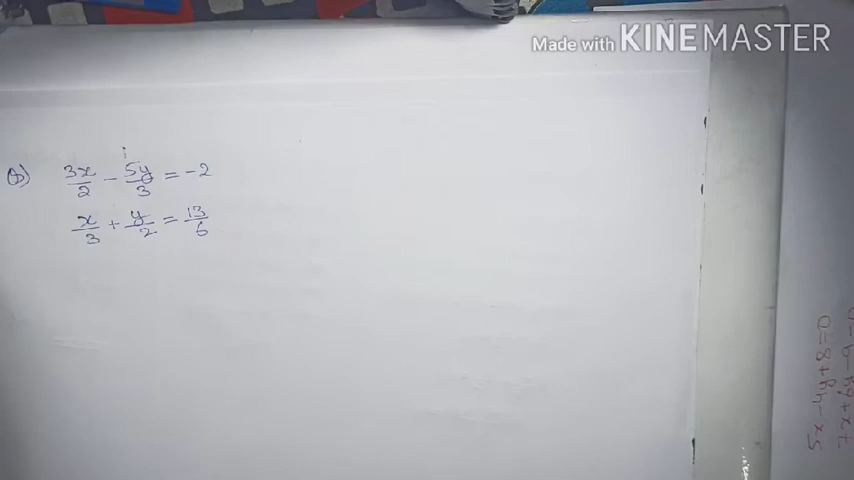 Made with KINEMASTER
Q) 3x/2 - 5y/3 = -2
x/3 + y/2 = 13/6
5x-4y+8=0